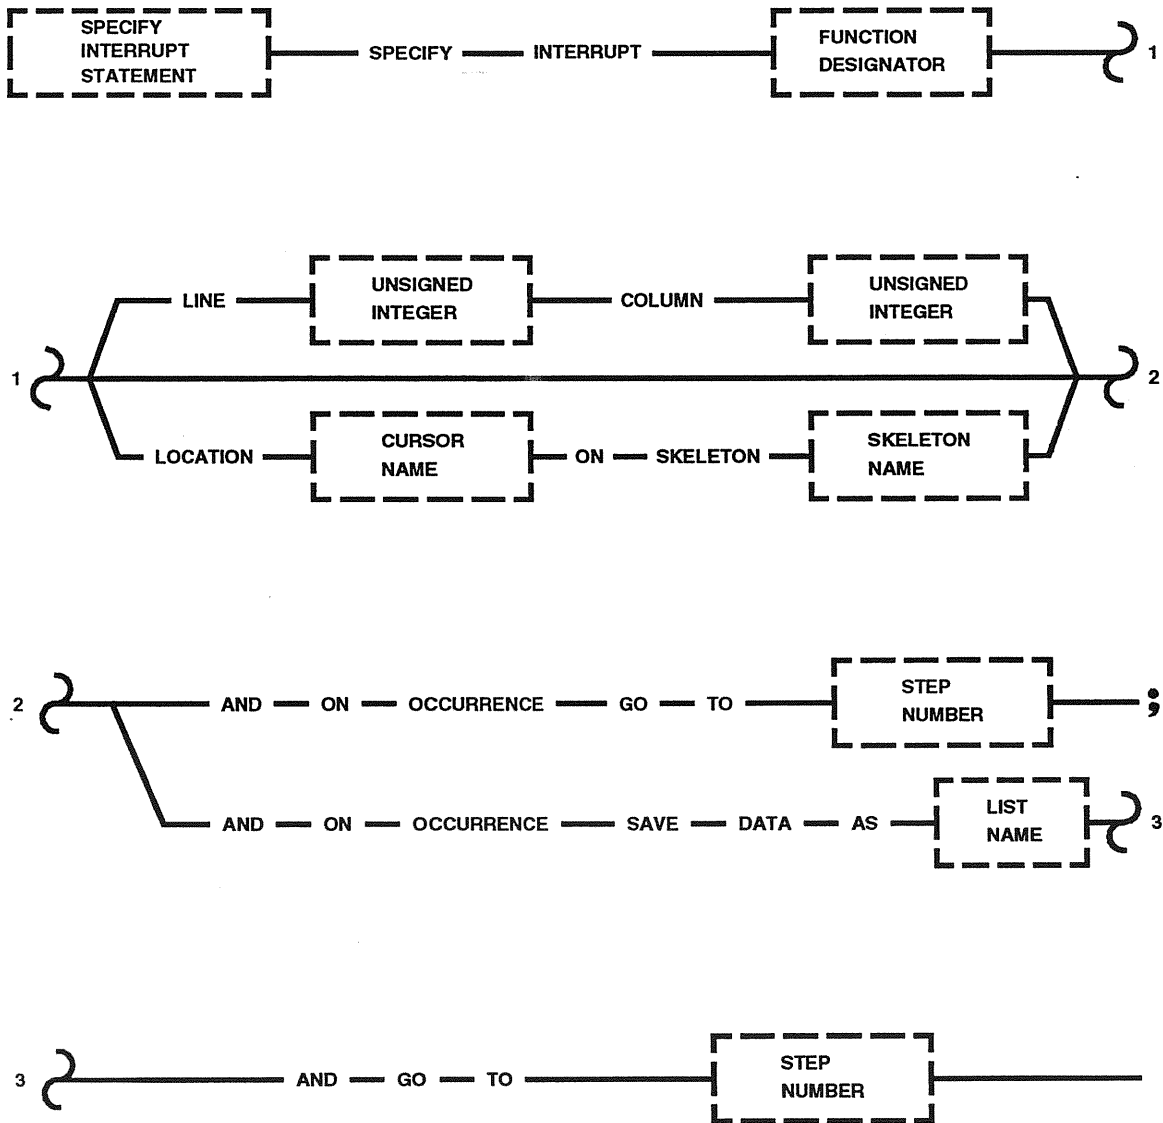 SPECIFY
INTERRUPT
STATEMENT
SPECIFY INTERRUPT
FUNCTION
DESIGNATOR
1
LINE
UNSIGNED
INTEGER
COLUMN
UNSIGNED
INTEGER
1
2
LOCATION
CURSOR
NAME
ON SKELETON
SKELETON
NAME
2
AND ON OCCURRENCE GO TO
STEP
NUMBER
;
AND ON OCCURRENCE SAVE DATA AS
LIST
NAME
3
3
AND GO TO
STEP
NUMBER